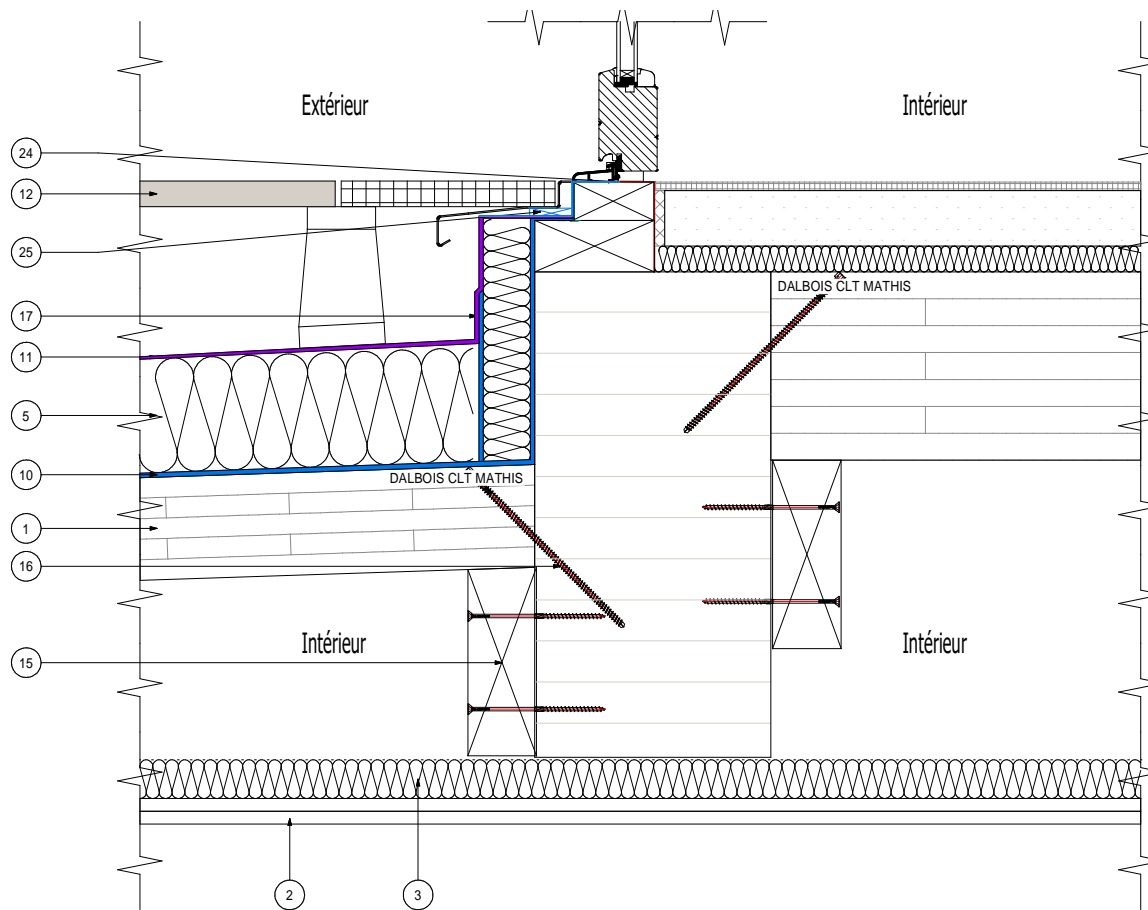 Extérieur
Intérieur
24
12
25
DALBOIS CLT MATHIS
17
11
5
10
DALBOIS CLT MATHIS
1
16
Intérieur
Intérieur
15
2
3